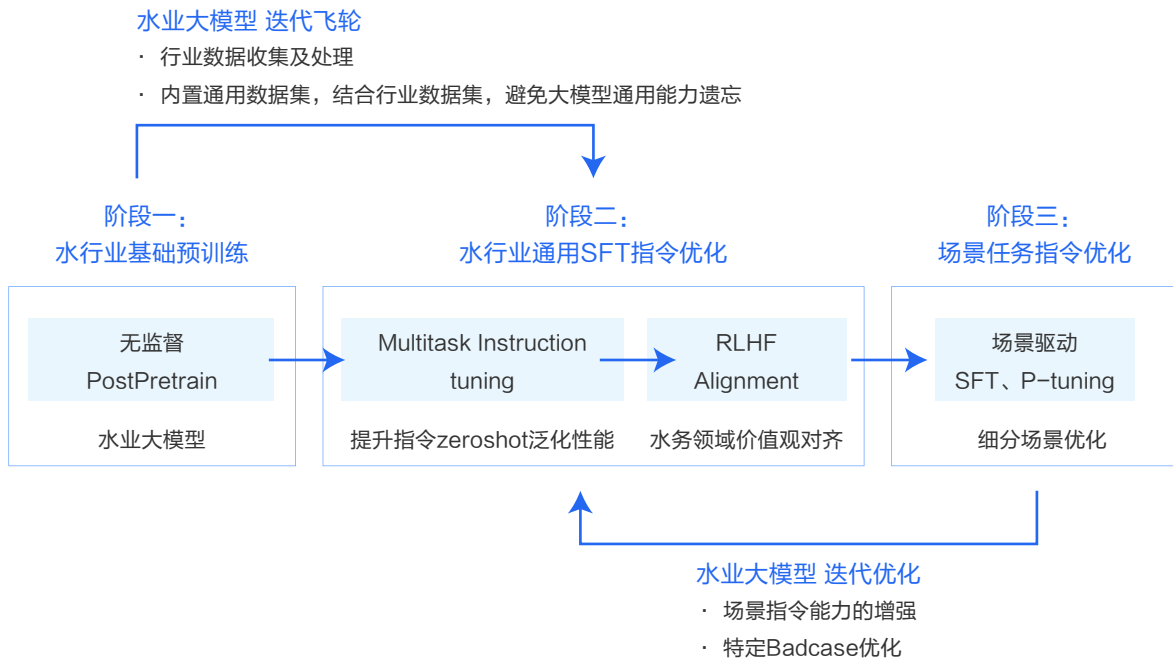 水业大模型 迭代飞轮
· 行业数据收集及处理
· 内置通用数据集，结合行业数据集，避免大模型通用能力遗忘
阶段一：
水行业基础预训练
无监督
PostPretrain
水业大模型
阶段二：
水行业通用SFT指令优化
Multitask Instruction
tuning
提升指令zeroshot泛化性能
RLHF
Alignment
水务领域价值观对齐
阶段三：
场景任务指令优化
场景驱动
SFT、P-tuning
细分场景优化
水业大模型 迭代优化
· 场景指令能力的增强
· 特定Badcase优化